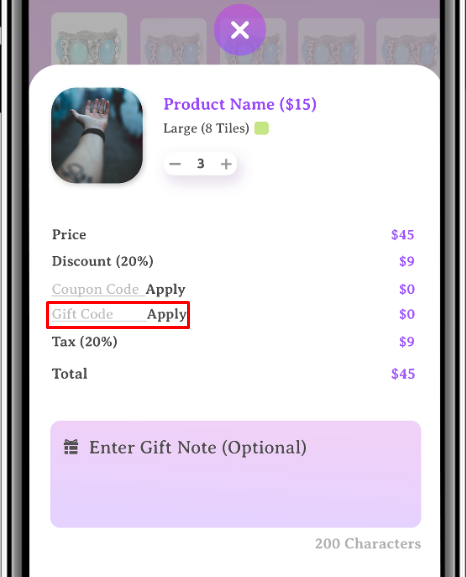 Product Name ($15)
Large (8 Tiles)
− 3 +
Price $45
Discount (20%) $9
Coupon Code Apply $0
Gift Code Apply $0
Tax (20%) $9
Total $45
Enter Gift Note (Optional)
200 Characters